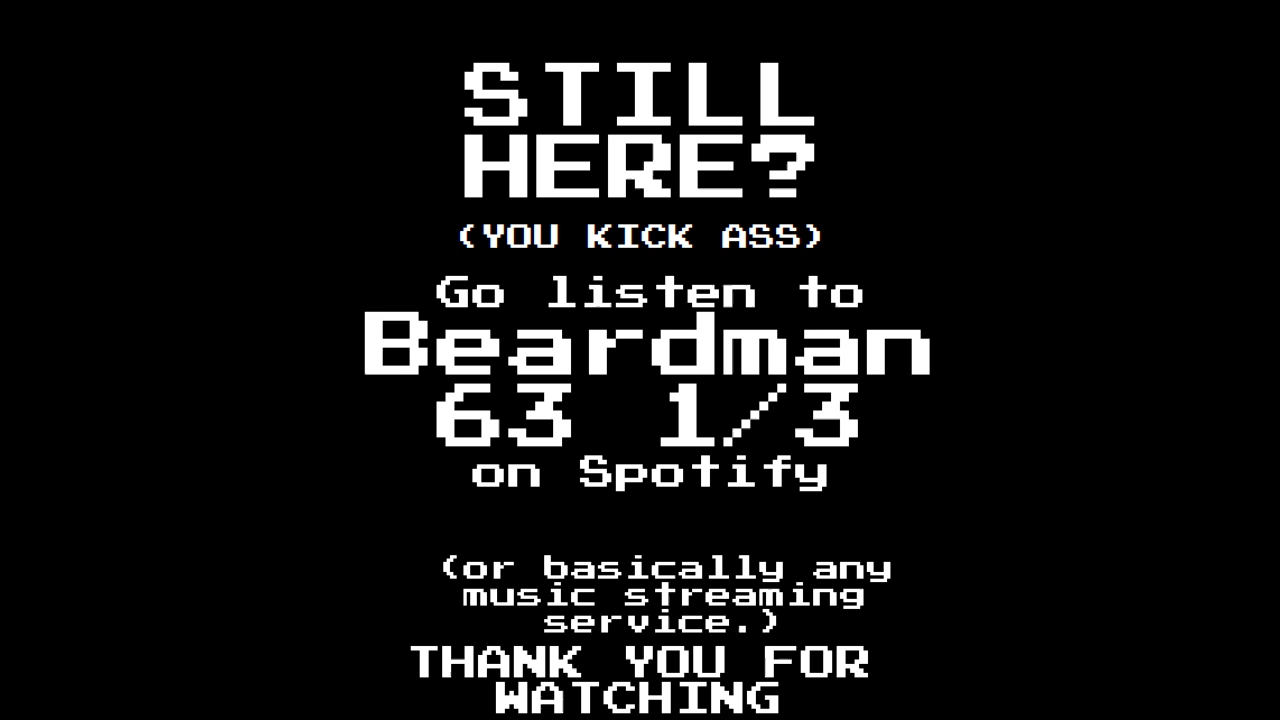 STILL
HERE?
(YOU KICK ASS)
Go listen to
Beardman
63 1/3
on Spotify
(or basically any
music streaming
service.)
THANK YOU FOR
WATCHING